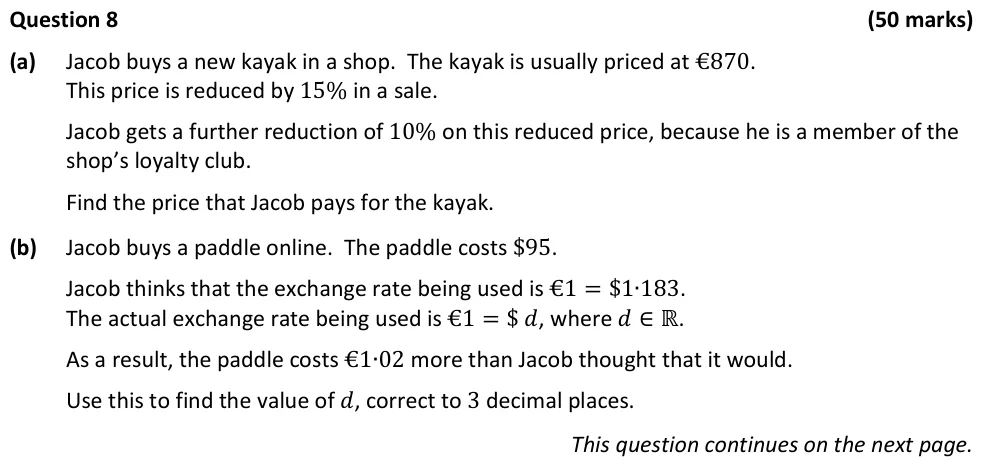 Question 8 (50 marks)
(a) Jacob buys a new kayak in a shop. The kayak is usually priced at €870.
This price is reduced by 15% in a sale.
Jacob gets a further reduction of 10% on this reduced price, because he is a member of the
shop’s loyalty club.
Find the price that Jacob pays for the kayak.
(b) Jacob buys a paddle online. The paddle costs $95.
Jacob thinks that the exchange rate being used is €1 = $1·183.
The actual exchange rate being used is €1 = $ d, where d ∈ ℝ.
As a result, the paddle costs €1·02 more than Jacob thought that it would.
Use this to find the value of d, correct to 3 decimal places.
This question continues on the next page.